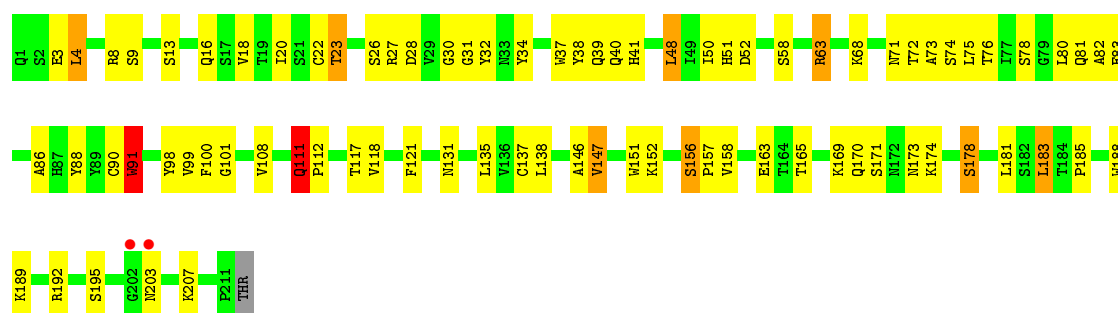 Q1 S2 E3 L4 R8 S9 S13 Q16 S17 V18 T19 I20 S21 C22 T23 S26 R27 D28 V29 G30 G31 Y32 N33 Y34 W37 Y38 Q39 Q40 H41 L48 I49 I50 H51 D52 S58 R63 K68 N71 T72 A73 S74 L75 T76 I77 S78 G79 L80 Q81 A82
A86 H87 Y88 Y89 C90 W91 Y98 V99 F100 G101 V108 Q111 P112 T117 V118 F121 N131 L135 V136 C137 L138 A146 V147 W151 K152 S156 P157 V158 E163 T164 T165 K169 Q170 S171 N172 N173 K174 S178 L181 S182 L183 T184 P185
K189 R192 S195 G202 N203 K207 P211 THR